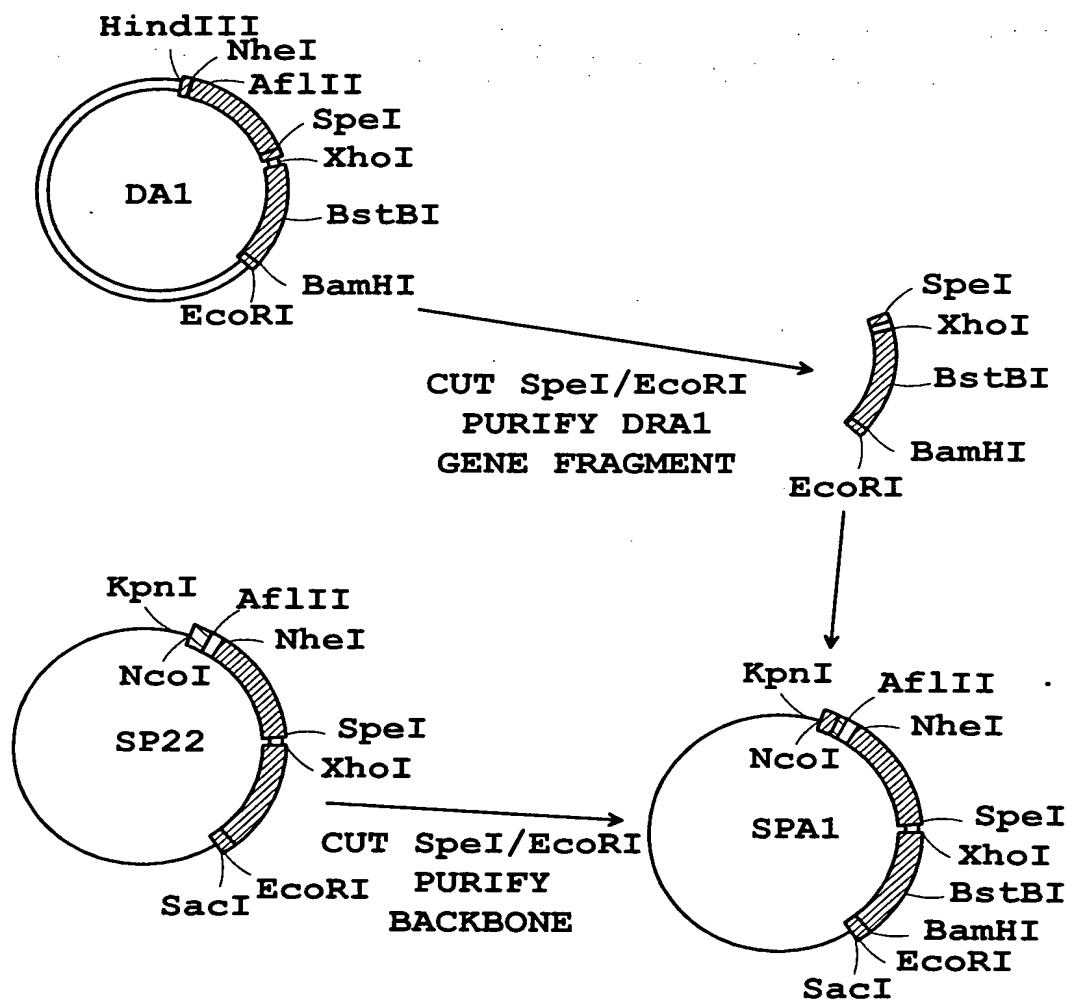 HindIII
NheI
AflII
SpeI
XhoI
DA1
BstBI
BamHI
EcoRI
CUT SpeI/EcoRI
PURIFY DRA1
GENE FRAGMENT
SpeI
XhoI
BstBI
BamHI
EcoRI
KpnI
AflII
NheI
NcoI
SP22
SpeI
XhoI
EcoRI
SacI
CUT SpeI/EcoRI
PURIFY
BACKBONE
KpnI
AflII
NheI
NcoI
SPA1
SpeI
XhoI
BstBI
BamHI
EcoRI
SacI